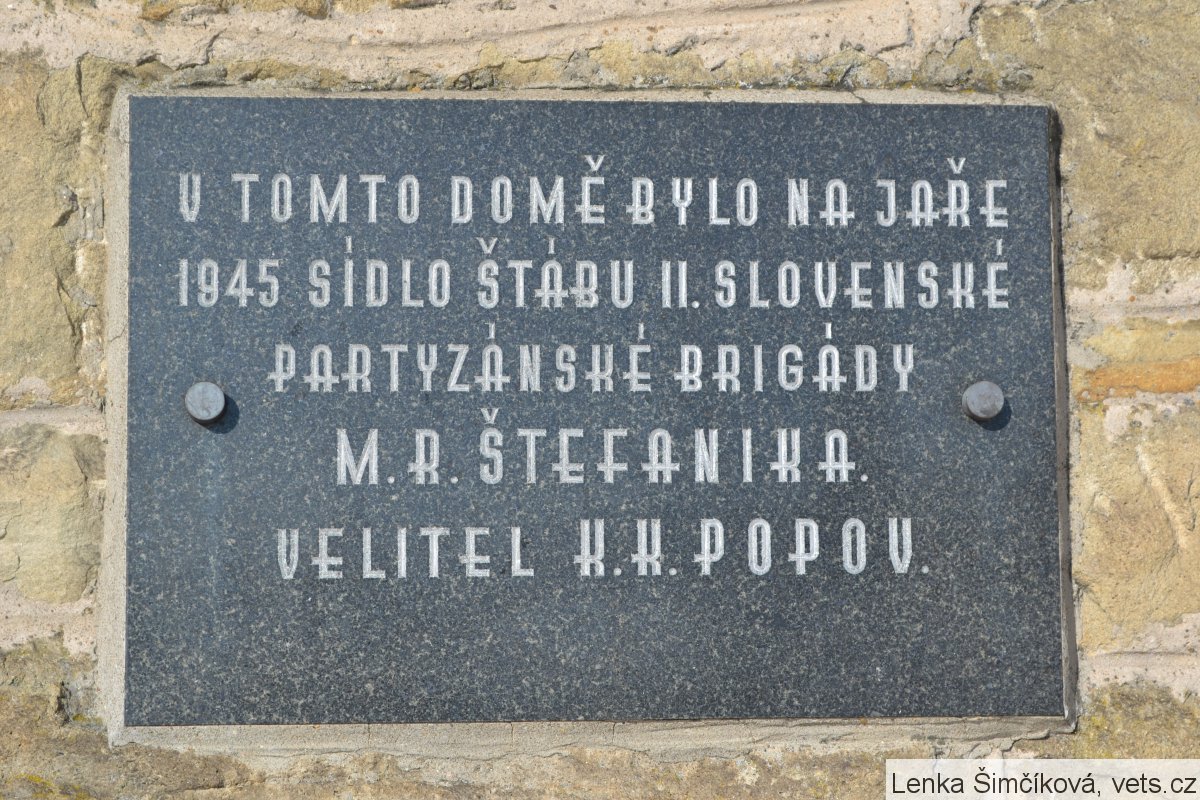 V TOMTO DOMĚ BYLO NA JAŘE
1945 SÍDLO ŠTÁBU II. SLOVENSKÉ
PARTYZÁNSKÉ BRIGÁDY
M. R. ŠTEFANIKA.
VELITEL K.K. POPOV.
Lenka Šimčíková, vets.cz